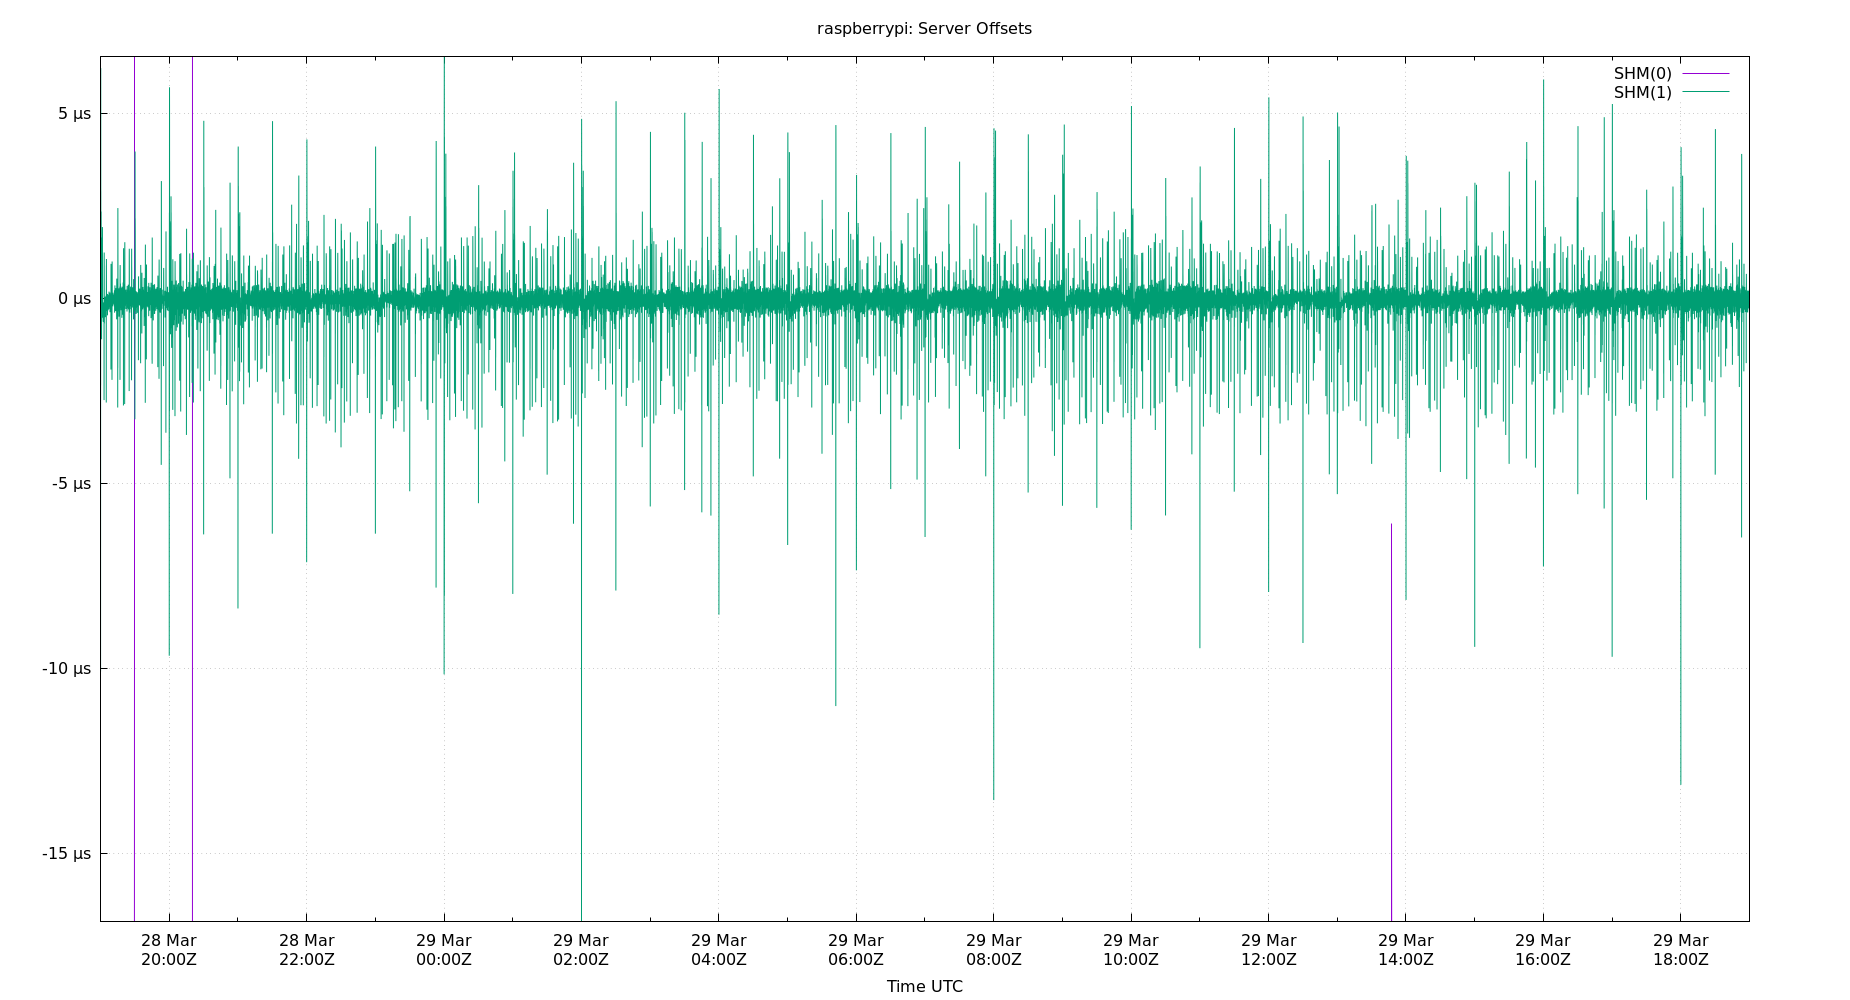 raspberrypi: Server Offsets
SHM(0)
SHM(1)
5 µs
0 µs
-5 µs
-10 µs
-15 µs
28 Mar 28 Mar 29 Mar 29 Mar 29 Mar 29 Mar 29 Mar 29 Mar 29 Mar 29 Mar 29 Mar 29 Mar
20:00Z 22:00Z 00:00Z 02:00Z 04:00Z 06:00Z 08:00Z 10:00Z 12:00Z 14:00Z 16:00Z 18:00Z
Time UTC